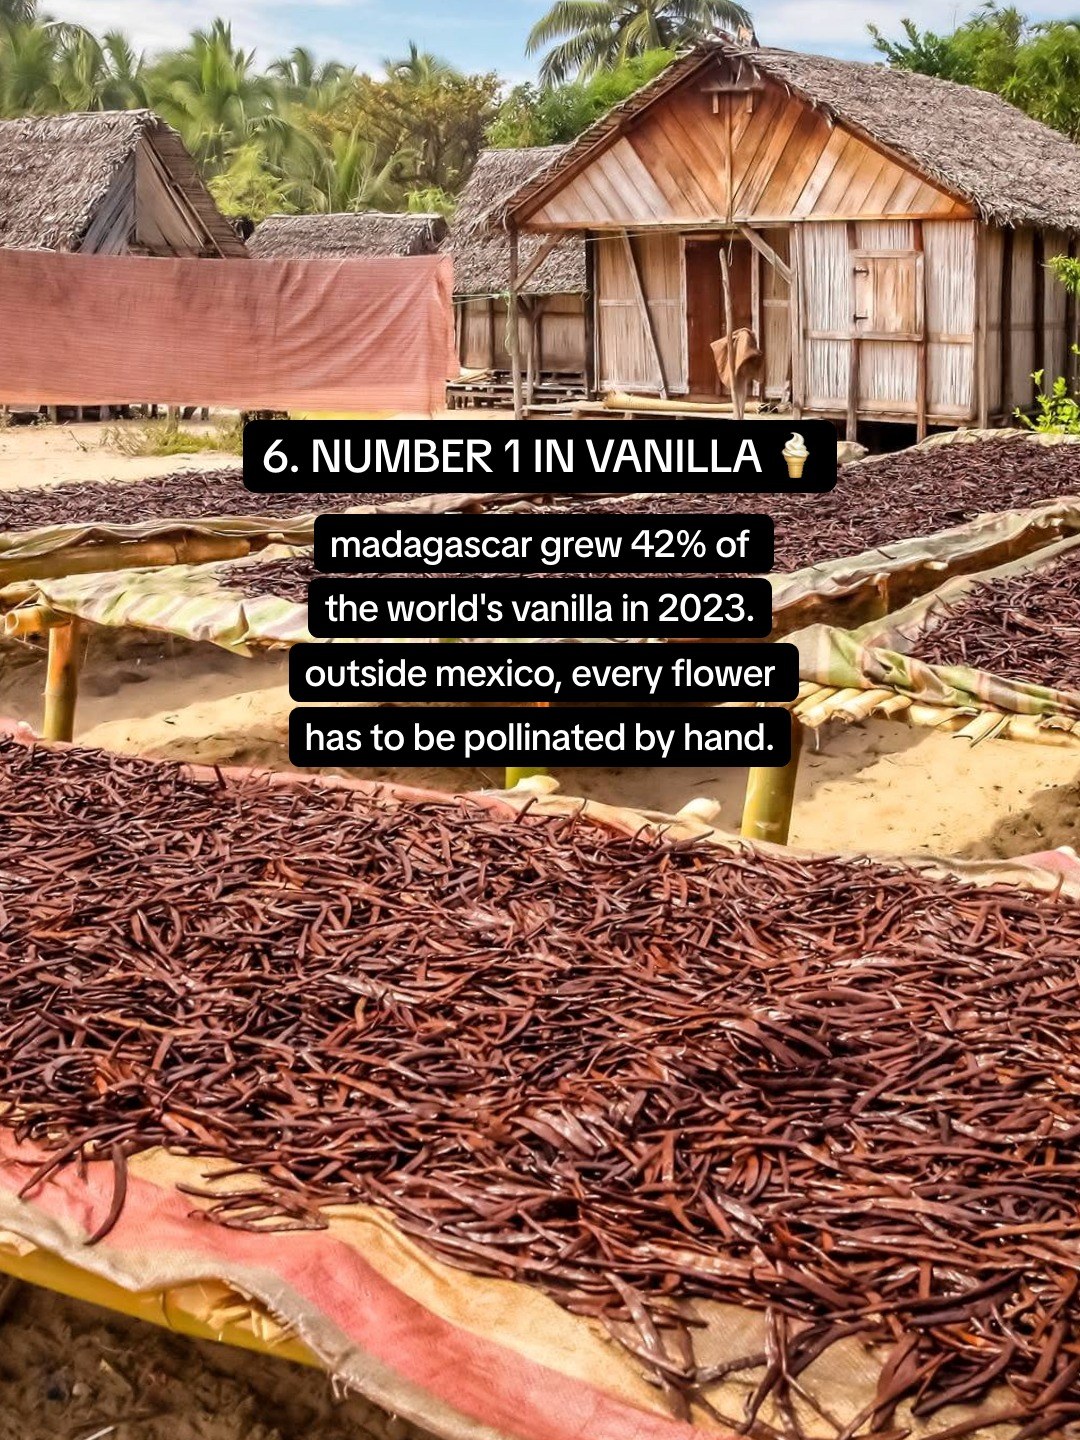 6. NUMBER 1 IN VANILLA 🍦
madagascar grew 42% of
the world's vanilla in 2023.
outside mexico, every flower
has to be pollinated by hand.